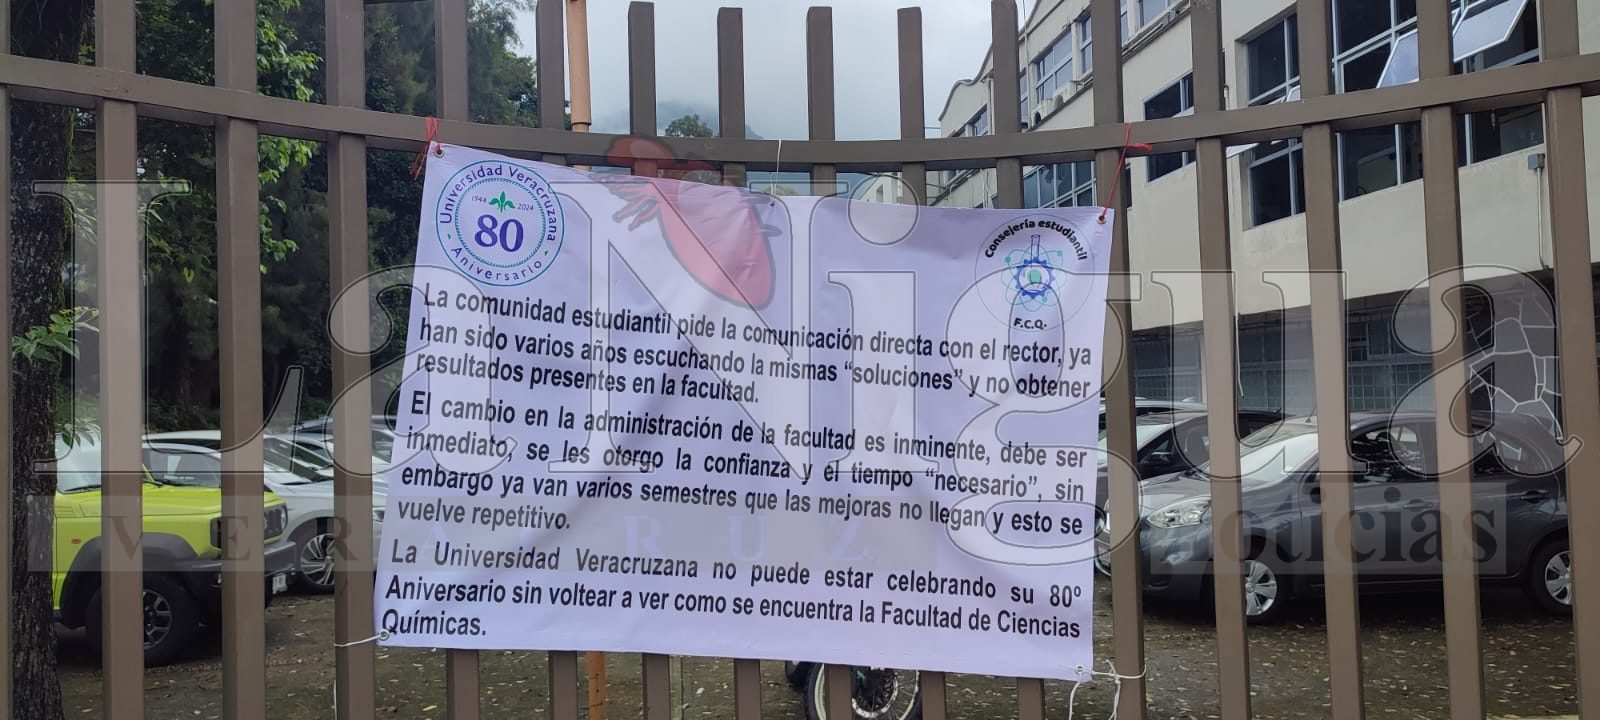 Universidad Veracruzana
1944 2024
80
Aniversario
Consejería estudiantil
F.C.Q.
La comunidad estudiantil pide la comunicación directa con el rector, ya
han sido varios años escuchando la mismas “soluciones” y no obtener
resultados presentes en la facultad.
El cambio en la administración de la facultad es inminente, debe ser
inmediato, se les otorgo la confianza y el tiempo “necesario”, sin
embargo ya van varios semestres que las mejoras no llegan y esto se
vuelve repetitivo.
La Universidad Veracruzana no puede estar celebrando su 80º
Aniversario sin voltear a ver como se encuentra la Facultad de Ciencias
Químicas.
La Nigua
VERACRUZ noticias